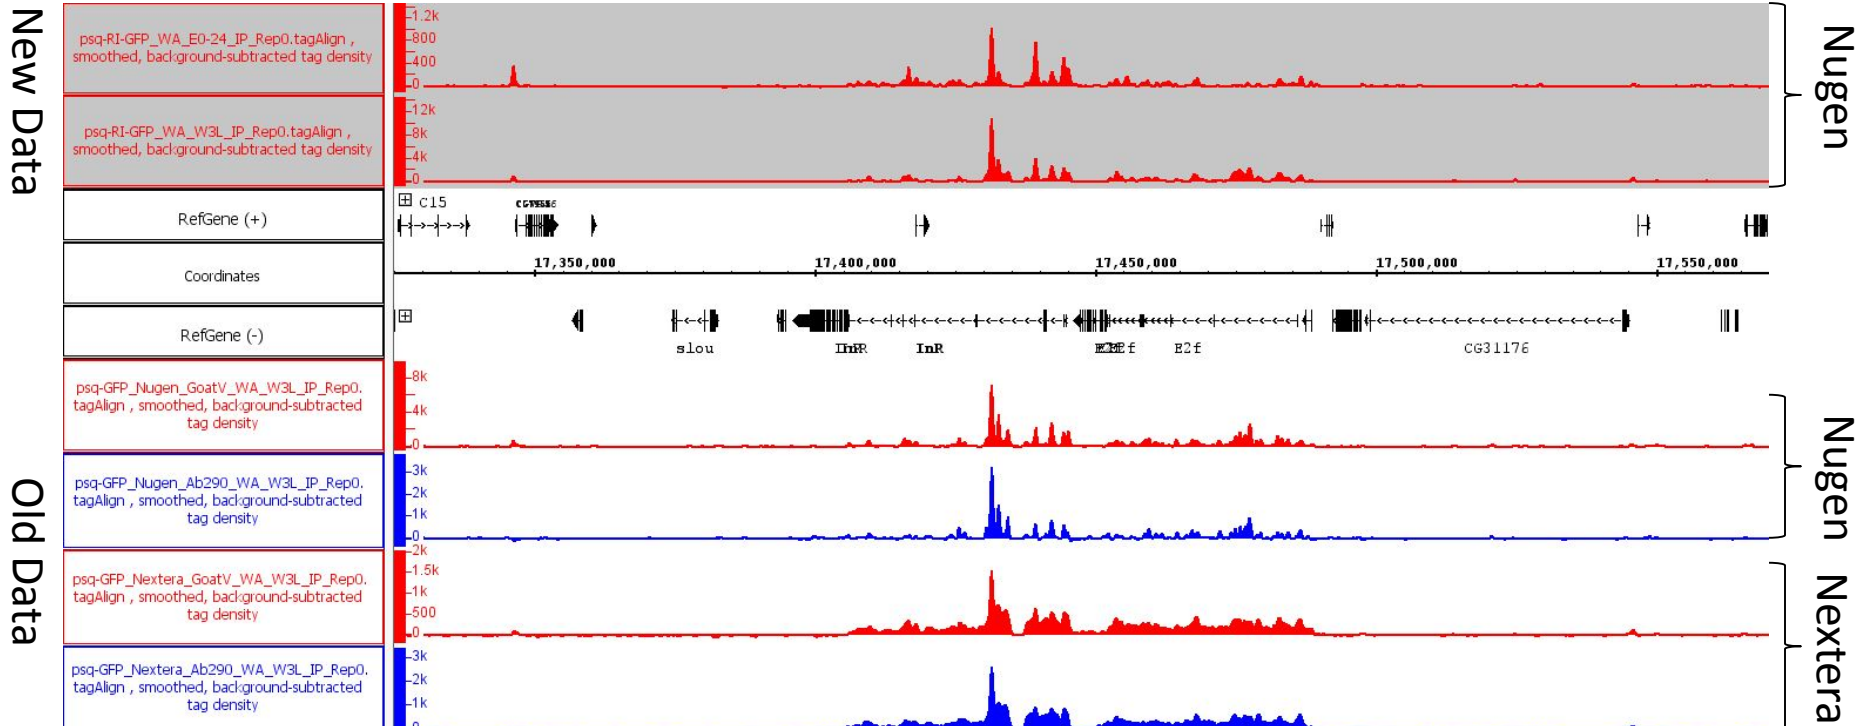 New Data
psq-RI-GFP_WA_E0-24_IP_Rep0.tagAlign ,
smoothed, background-subtracted tag density
1.2k
800
400
0
Nugen
psq-RI-GFP_WA_W3L_IP_Rep0.tagAlign ,
smoothed, background-subtracted tag density
12k
8k
4k
0
RefGene (+)
C15
Coordinates
17,350,000
17,400,000
17,450,000
17,500,000
17,550,000
RefGene (-)
slou
InR
E2f
CG31176
Old Data
psq-GFP_Nugen_GoatV_WA_W3L_IP_Rep0.
tagAlign , smoothed, background-subtracted
tag density
8k
4k
0
Nugen
psq-GFP_Nugen_Ab290_WA_W3L_IP_Rep0.
tagAlign , smoothed, background-subtracted
tag density
3k
2k
1k
0
psq-GFP_Nextera_GoatV_WA_W3L_IP_Rep0.
tagAlign , smoothed, background-subtracted
tag density
2k
1.5k
1k
500
0
Nextera
psq-GFP_Nextera_Ab290_WA_W3L_IP_Rep0.
tagAlign , smoothed, background-subtracted
tag density
3k
2k
1k
0